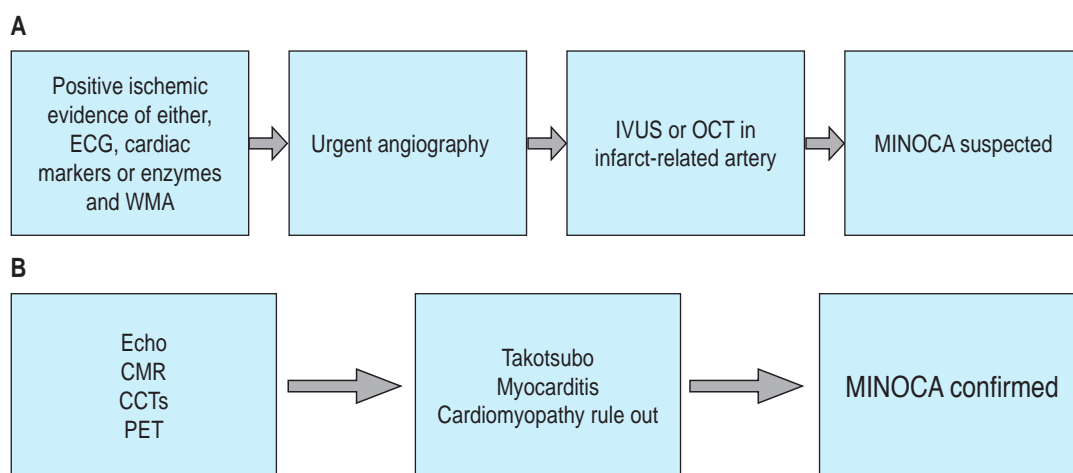 A
Positive ischemic
evidence of either,
ECG, cardiac
markers or enzymes
and WMA
Urgent angiography
IVUS or OCT in
infarct-related artery
MINOCA suspected
B
Echo
CMR
CCTs
PET
Takotsubo
Myocarditis
Cardiomyopathy rule out
MINOCA confirmed